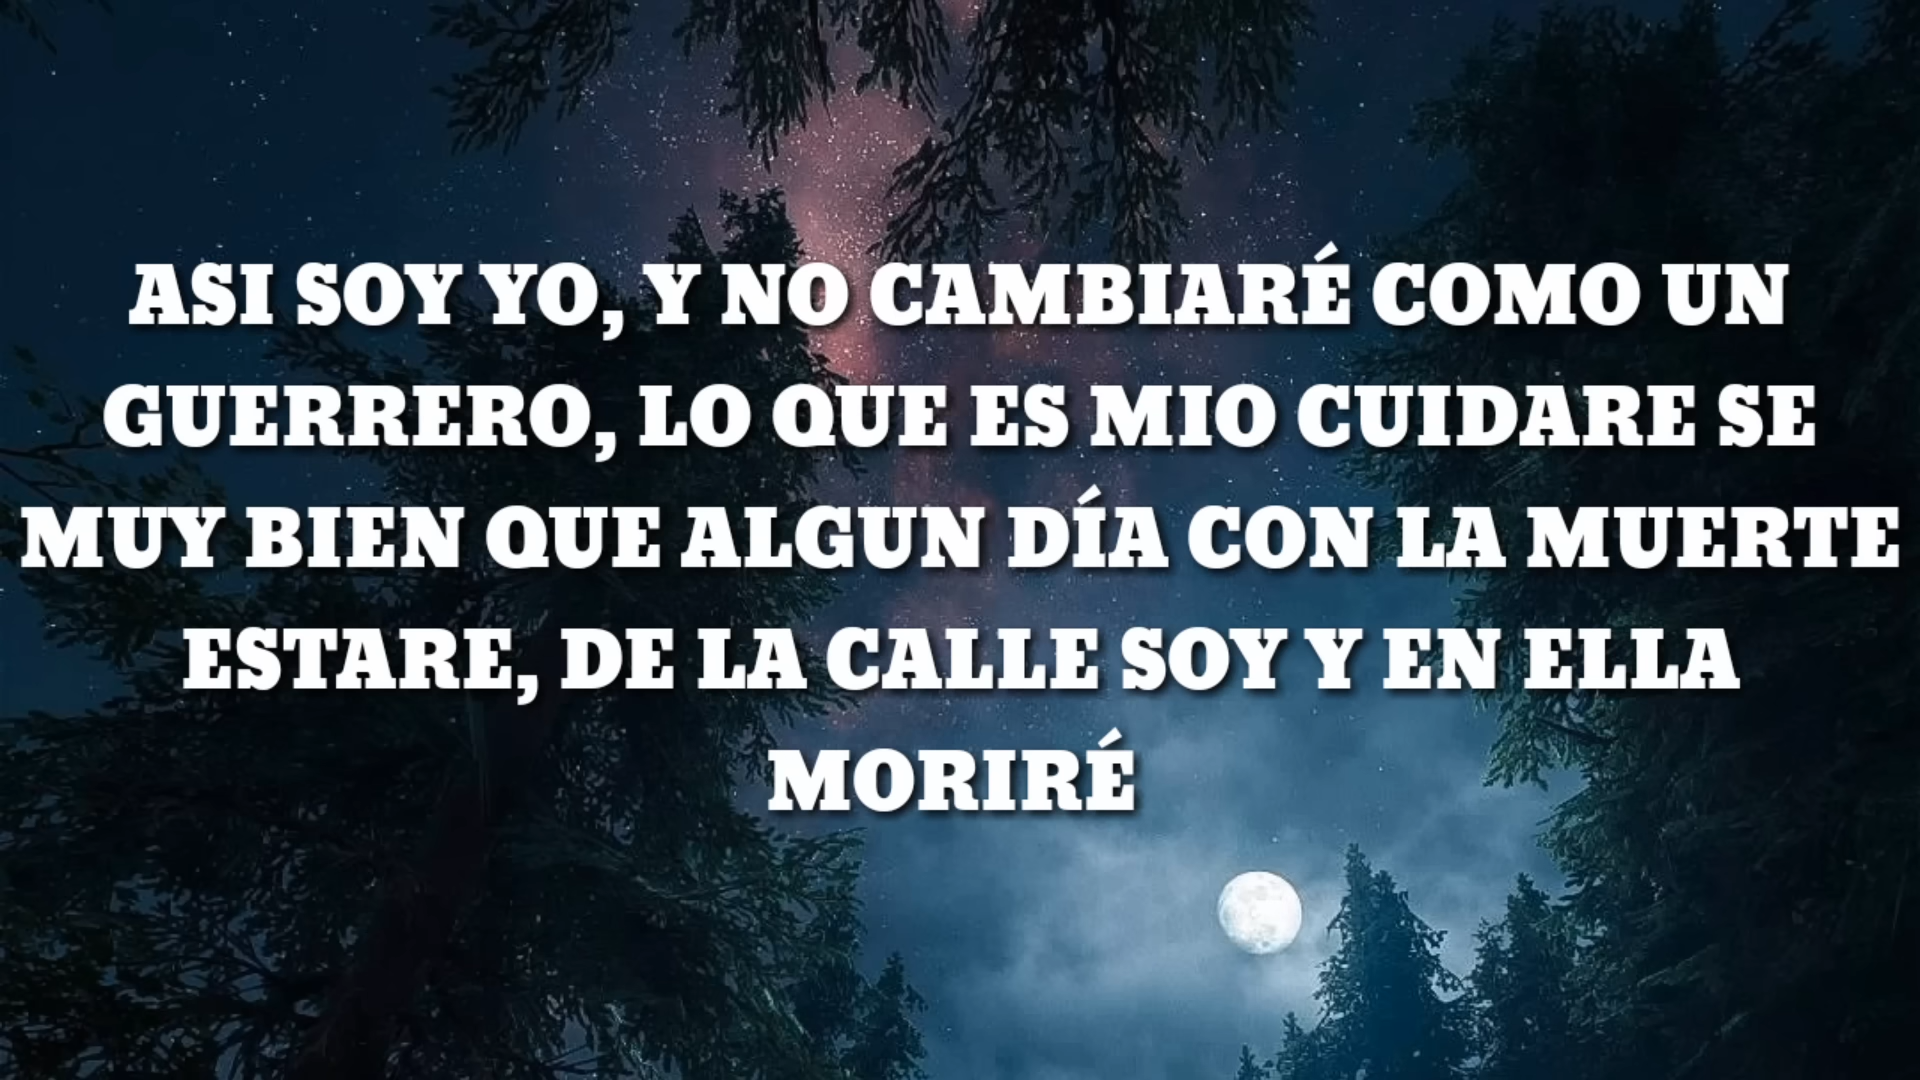 ASI SOY YO, Y NO CAMBIARÉ COMO UN
GUERRERO, LO QUE ES MIO CUIDARE SE
MUY BIEN QUE ALGUN DÍA CON LA MUERTE
ESTARE, DE LA CALLE SOY Y EN ELLA
MORIRÉ